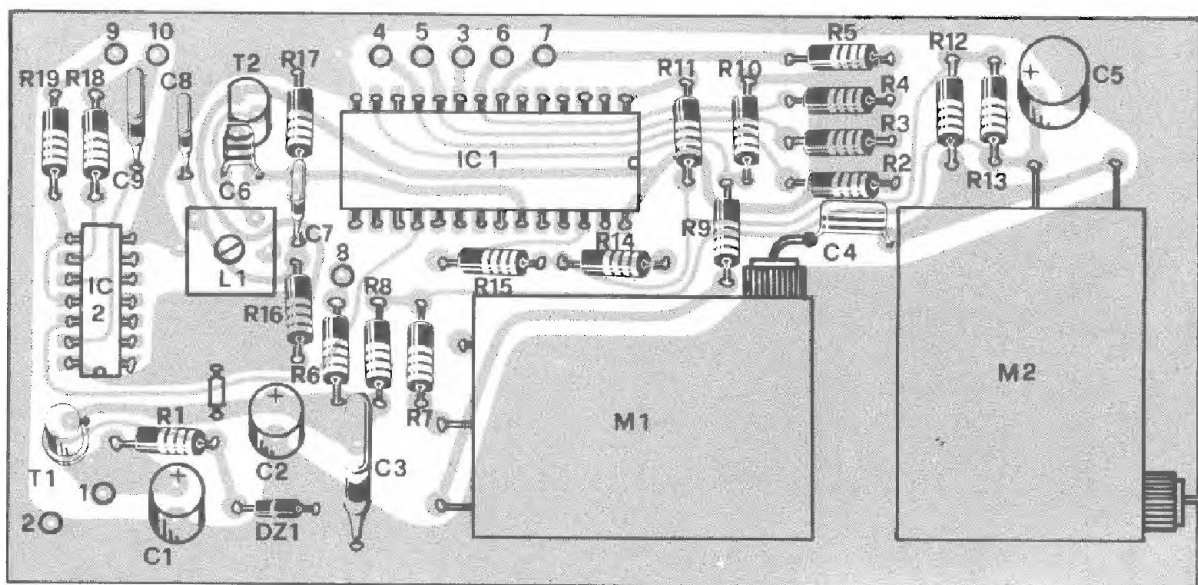 9 10
4 5 3 6 7
R19 R18 C8 T2 R17
R11 R10 R5 R12
C5
R4
R3
R2
R13
IC 1
C9 C6
C7
R9
C4
R14
R15
L1
8
IC
2
R16
R8
R6
R7
M1
M2
R1
T1
C2
C3
1
2
C1
DZ1
+
+
+